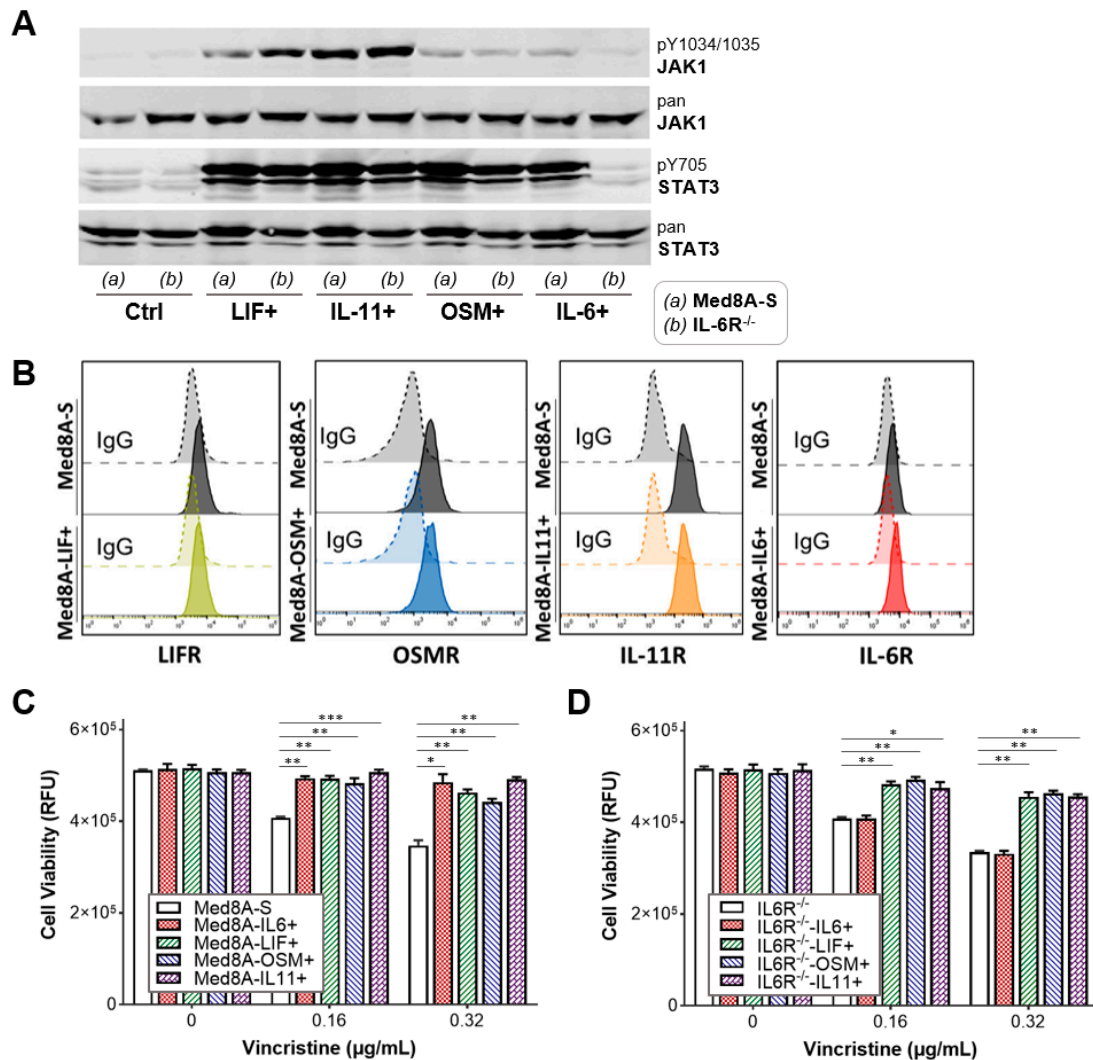 A
pY1034/1035
JAK1
pan
JAK1
pY705
STAT3
pan
STAT3
(a) (b) (a) (b) (a) (b) (a) (b) (a) (b)
Ctrl LIF+ IL-11+ OSM+ IL-6+
(a) Med8A-S
(b) IL-6R-/-
B
Med8A-S
IgG
Med8A-LIF+
IgG
LIFR
Med8A-S
IgG
Med8A-OSM+
IgG
OSMR
Med8A-S
IgG
Med8A-IL11+
IgG
IL-11R
Med8A-S
IgG
Med8A-IL6+
IgG
IL-6R
C
Cell Viability (RFU)
6×10⁵
4×10⁵
2×10⁵
0
***
**
**
**
**
**
**
*
Med8A-S
Med8A-IL6+
Med8A-LIF+
Med8A-OSM+
Med8A-IL11+
0 0.16 0.32
Vincristine (µg/mL)
D
Cell Viability (RFU)
6×10⁵
4×10⁵
2×10⁵
0
*
**
**
**
**
**
IL6R-/-
IL6R-/--IL6+
IL6R-/--LIF+
IL6R-/--OSM+
IL6R-/--IL11+
0 0.16 0.32
Vincristine (µg/mL)